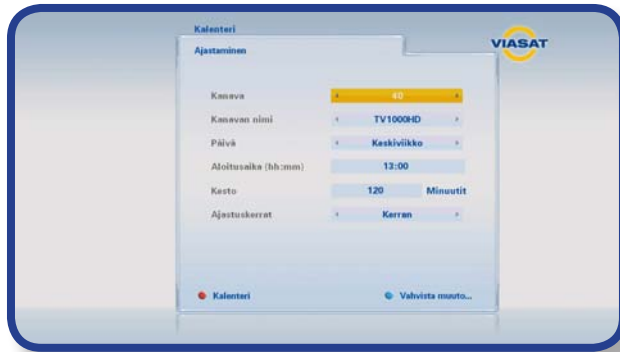 Kalenteri
VIASAT
Ajastaminen
Kanava 40
Kanavan nimi TV1000HD
Päivä Keskiviikko
Aloitusaika (hh:mm) 13:00
Kesto 120 Minuutit
Ajastuskerrat Kerran
Kalenteri Vahvista muuto...